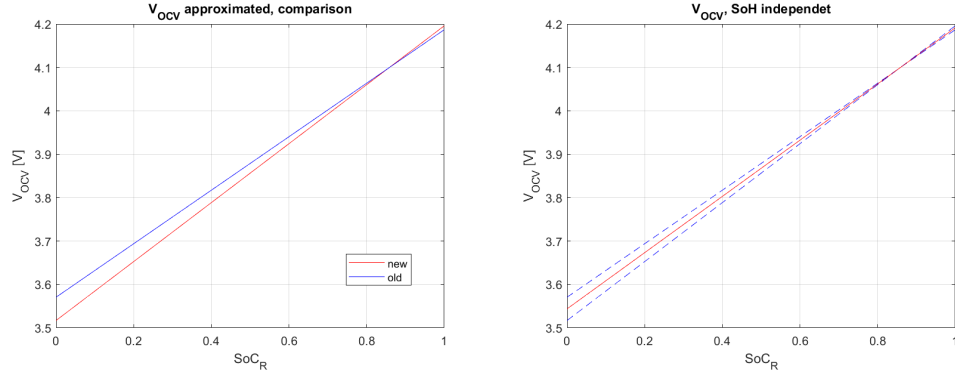 V_OCV approximated, comparison
4.2
4.1
4
3.9
3.8
3.7
3.6
3.5
V_OCV [V]
0 0.2 0.4 0.6 0.8 1
SoC_R
new
old
V_OCV, SoH independet
4.2
4.1
4
3.9
3.8
3.7
3.6
3.5
V_OCV [V]
0 0.2 0.4 0.6 0.8 1
SoC_R